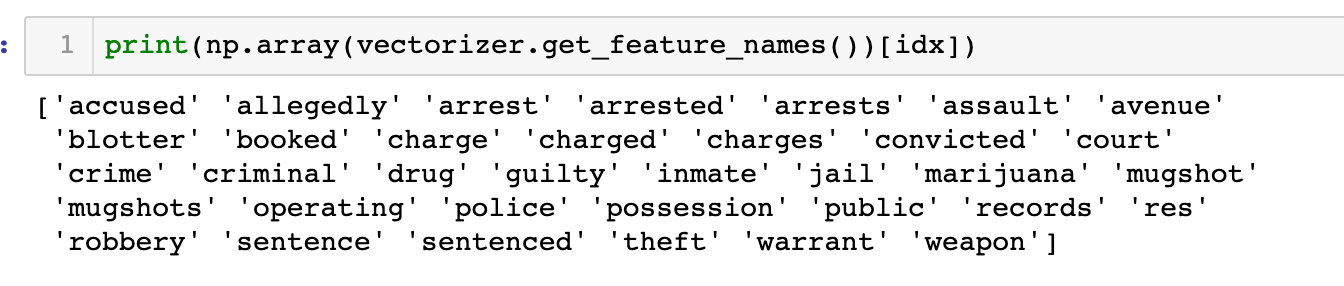 : 1 print(np.array(vectorizer.get_feature_names())[idx])
['accused' 'allegedly' 'arrest' 'arrested' 'arrests' 'assault' 'avenue'
'blotter' 'booked' 'charge' 'charged' 'charges' 'convicted' 'court'
'crime' 'criminal' 'drug' 'guilty' 'inmate' 'jail' 'marijuana' 'mugshot'
'mugshots' 'operating' 'police' 'possession' 'public' 'records' 'res'
'robbery' 'sentence' 'sentenced' 'theft' 'warrant' 'weapon']